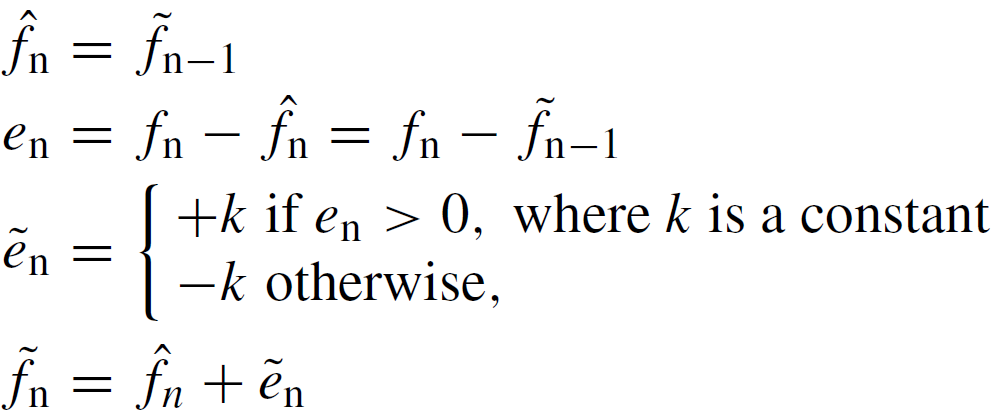 f̂n = f̃n−1
en = fn − f̂n = fn − f̃n−1
ẽn = { +k if en > 0, where k is a constant
−k otherwise,
f̃n = f̂n + ẽn